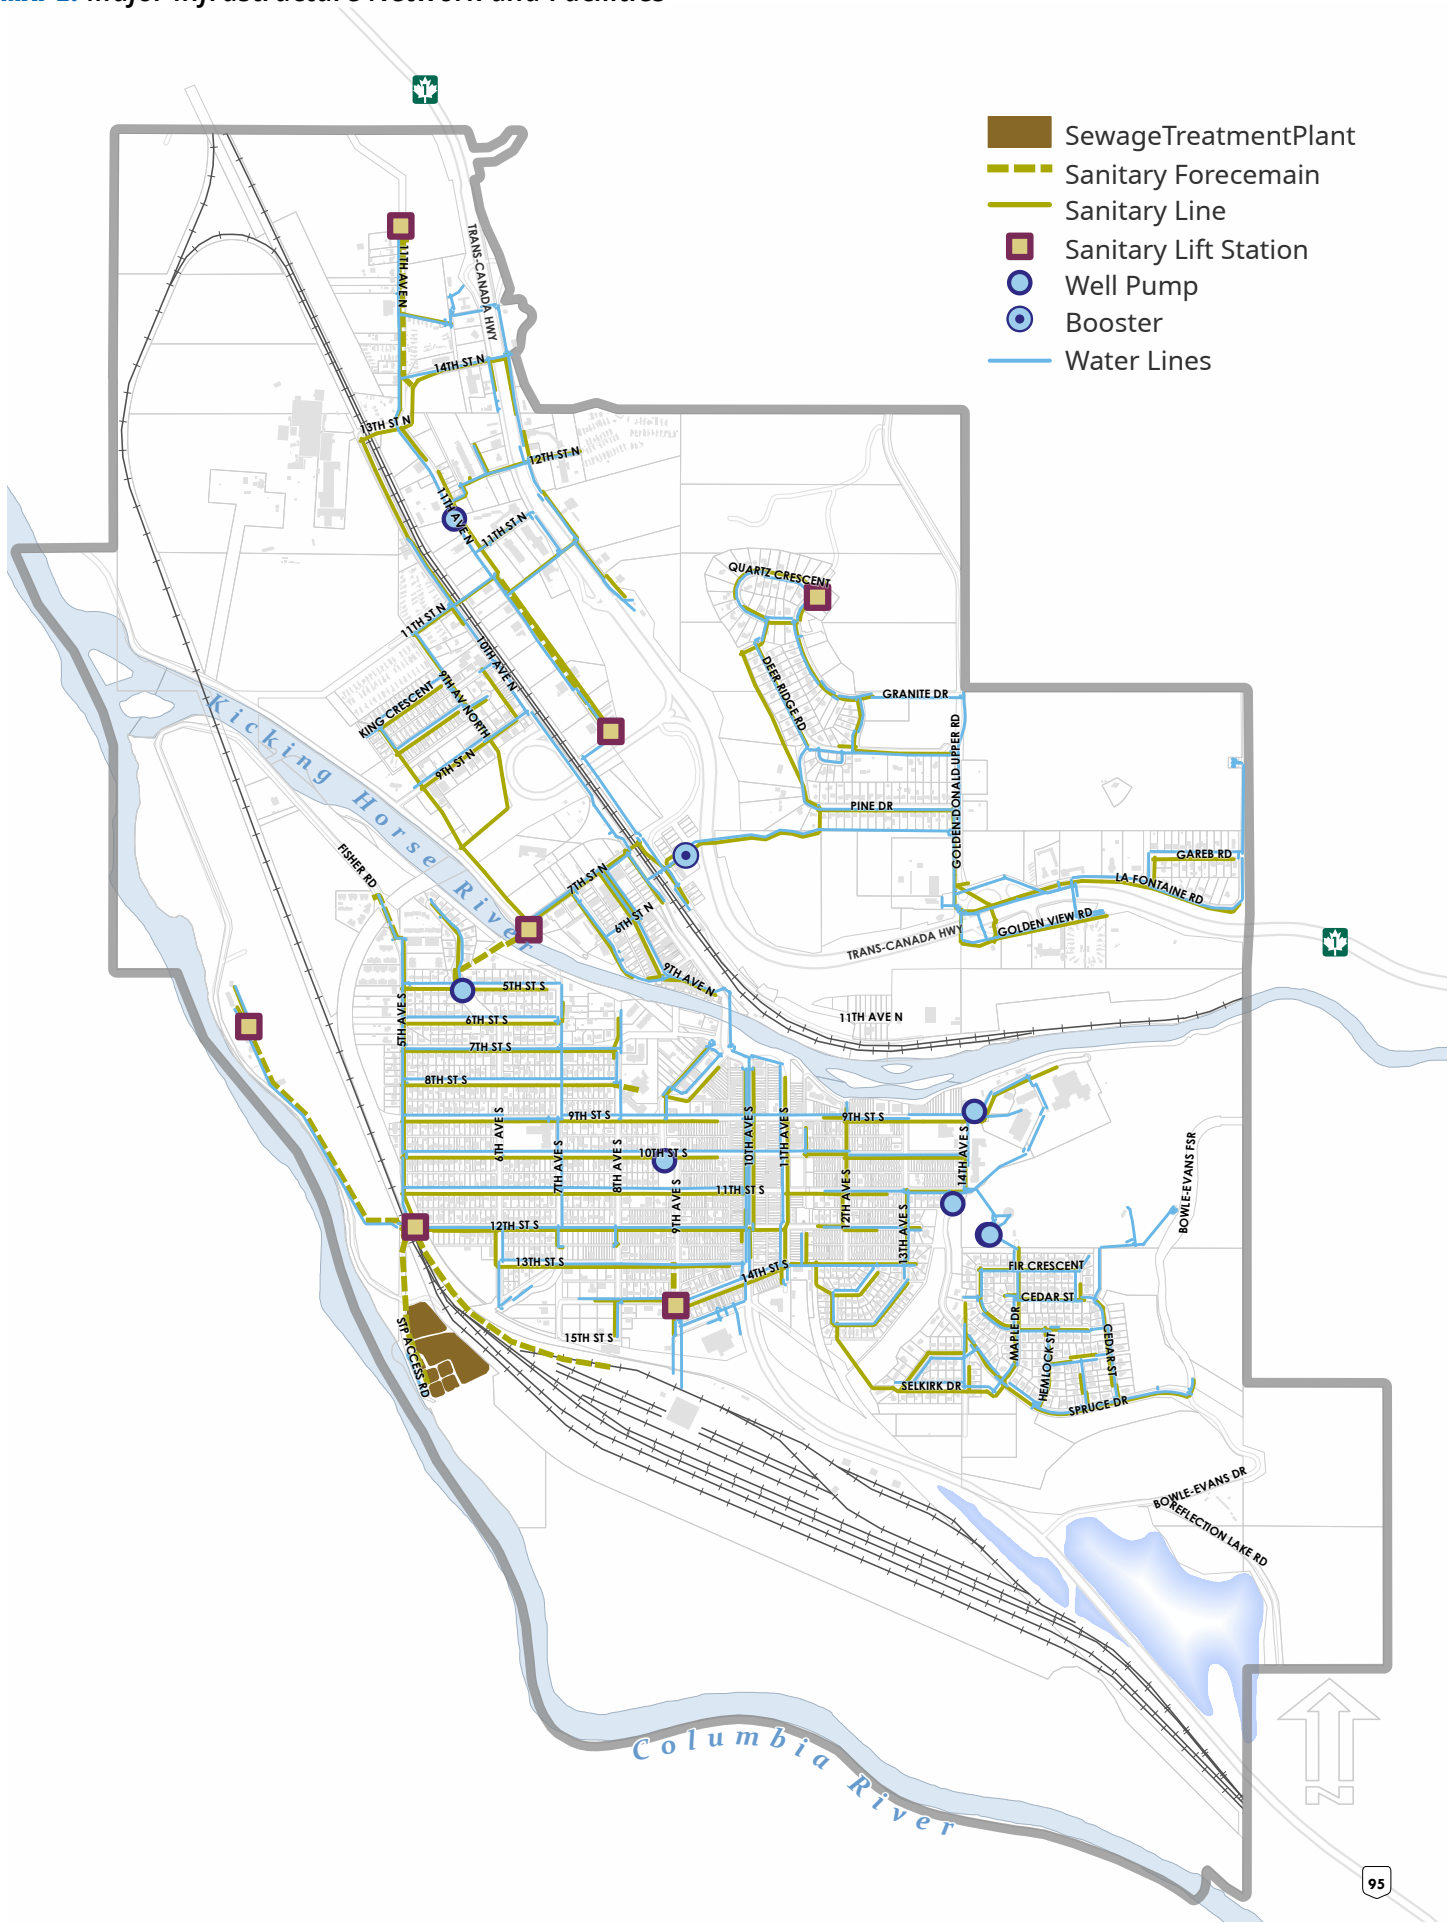 Major Infrastructure Network and Facilities
1
SewageTreatmentPlant
Sanitary Forecemain
Sanitary Line
Sanitary Lift Station
Well Pump
Booster
Water Lines
TRANS-CANADA HWY
11TH AVE N
14TH ST N
13TH ST N
12TH ST N
11TH AVE N
11TH ST N
QUARTZ CRESCENT
11TH ST N
10TH AVE N
DEER RIDGE RD
KING CRESCENT
9TH AV NORTH
GRANITE DR
GOLDEN-DONALD UPPER RD
9TH ST N
Kicking Horse River
PINE DR
FISHER RD
GAREB RD
7TH ST N
LA FONTAINE RD
6TH ST N
GOLDEN VIEW RD
TRANS-CANADA HWY
1
9TH AVE N
5TH ST S
5TH AVE S
6TH ST S
11TH AVE N
7TH ST S
8TH ST S
9TH ST S
9TH ST S
6TH AVE S
7TH AVE S
8TH AVE S
10TH ST S
10TH AVE S
11TH AVE S
14TH AVE S
BOWLE-EVANS FSR
11TH ST S
9TH AVE S
12TH AVE S
13TH AVE S
12TH ST S
13TH ST S
14TH ST S
FIR CRESCENT
CEDAR ST
MAPLE DR
HEMLOCK ST
CEDAR ST
15TH ST S
STP ACCESS RD
SELKIRK DR
SPRUCE DR
BOWLE-EVANS DR
REFLECTION LAKE RD
Columbia River
N
95